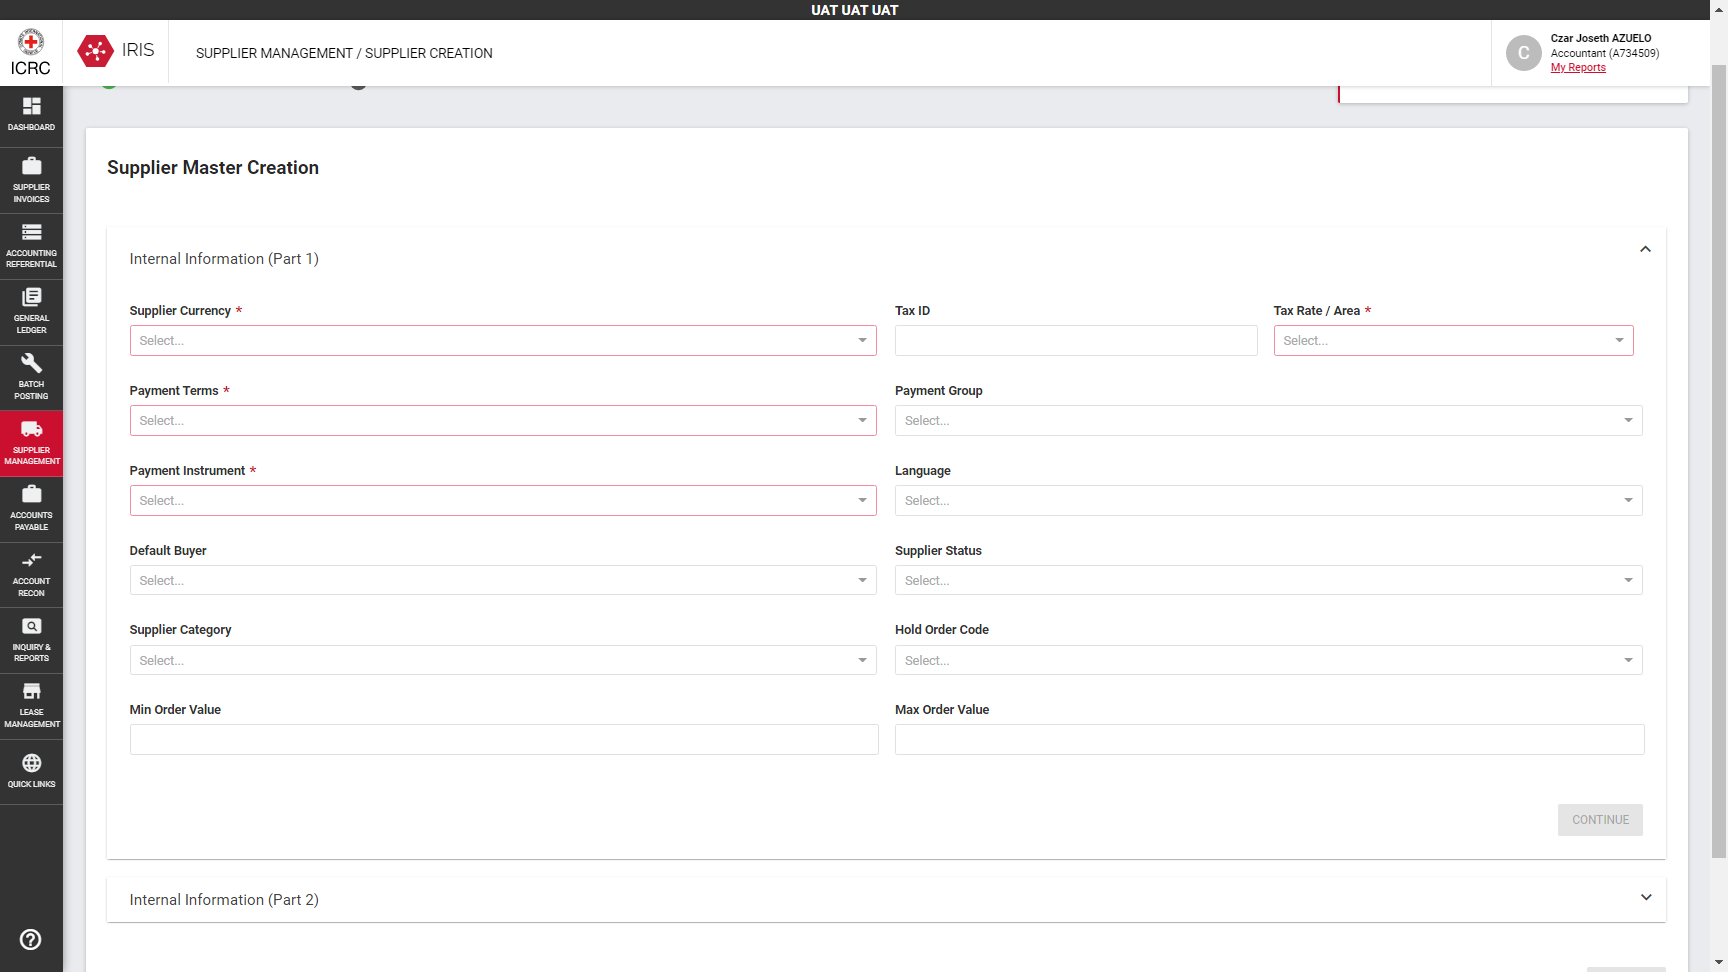 UAT UAT UAT
ICRC
IRIS
SUPPLIER MANAGEMENT / SUPPLIER CREATION
C
Czar Joseth AZUELO
Accountant (A734509)
My Reports
DASHBOARD
SUPPLIER
INVOICES
ACCOUNTING
REFERENTIAL
GENERAL
LEDGER
BATCH
POSTING
SUPPLIER
MANAGEMENT
ACCOUNTS
PAYABLE
ACCOUNT
RECON
INQUIRY &
REPORTS
LEASE
MANAGEMENT
QUICK LINKS
Supplier Master Creation
Internal Information (Part 1)
Supplier Currency *
Select...
Tax ID
Tax Rate / Area *
Select...
Payment Terms *
Select...
Payment Group
Select...
Payment Instrument *
Select...
Language
Select...
Default Buyer
Select...
Supplier Status
Select...
Supplier Category
Select...
Hold Order Code
Select...
Min Order Value
Max Order Value
CONTINUE
Internal Information (Part 2)